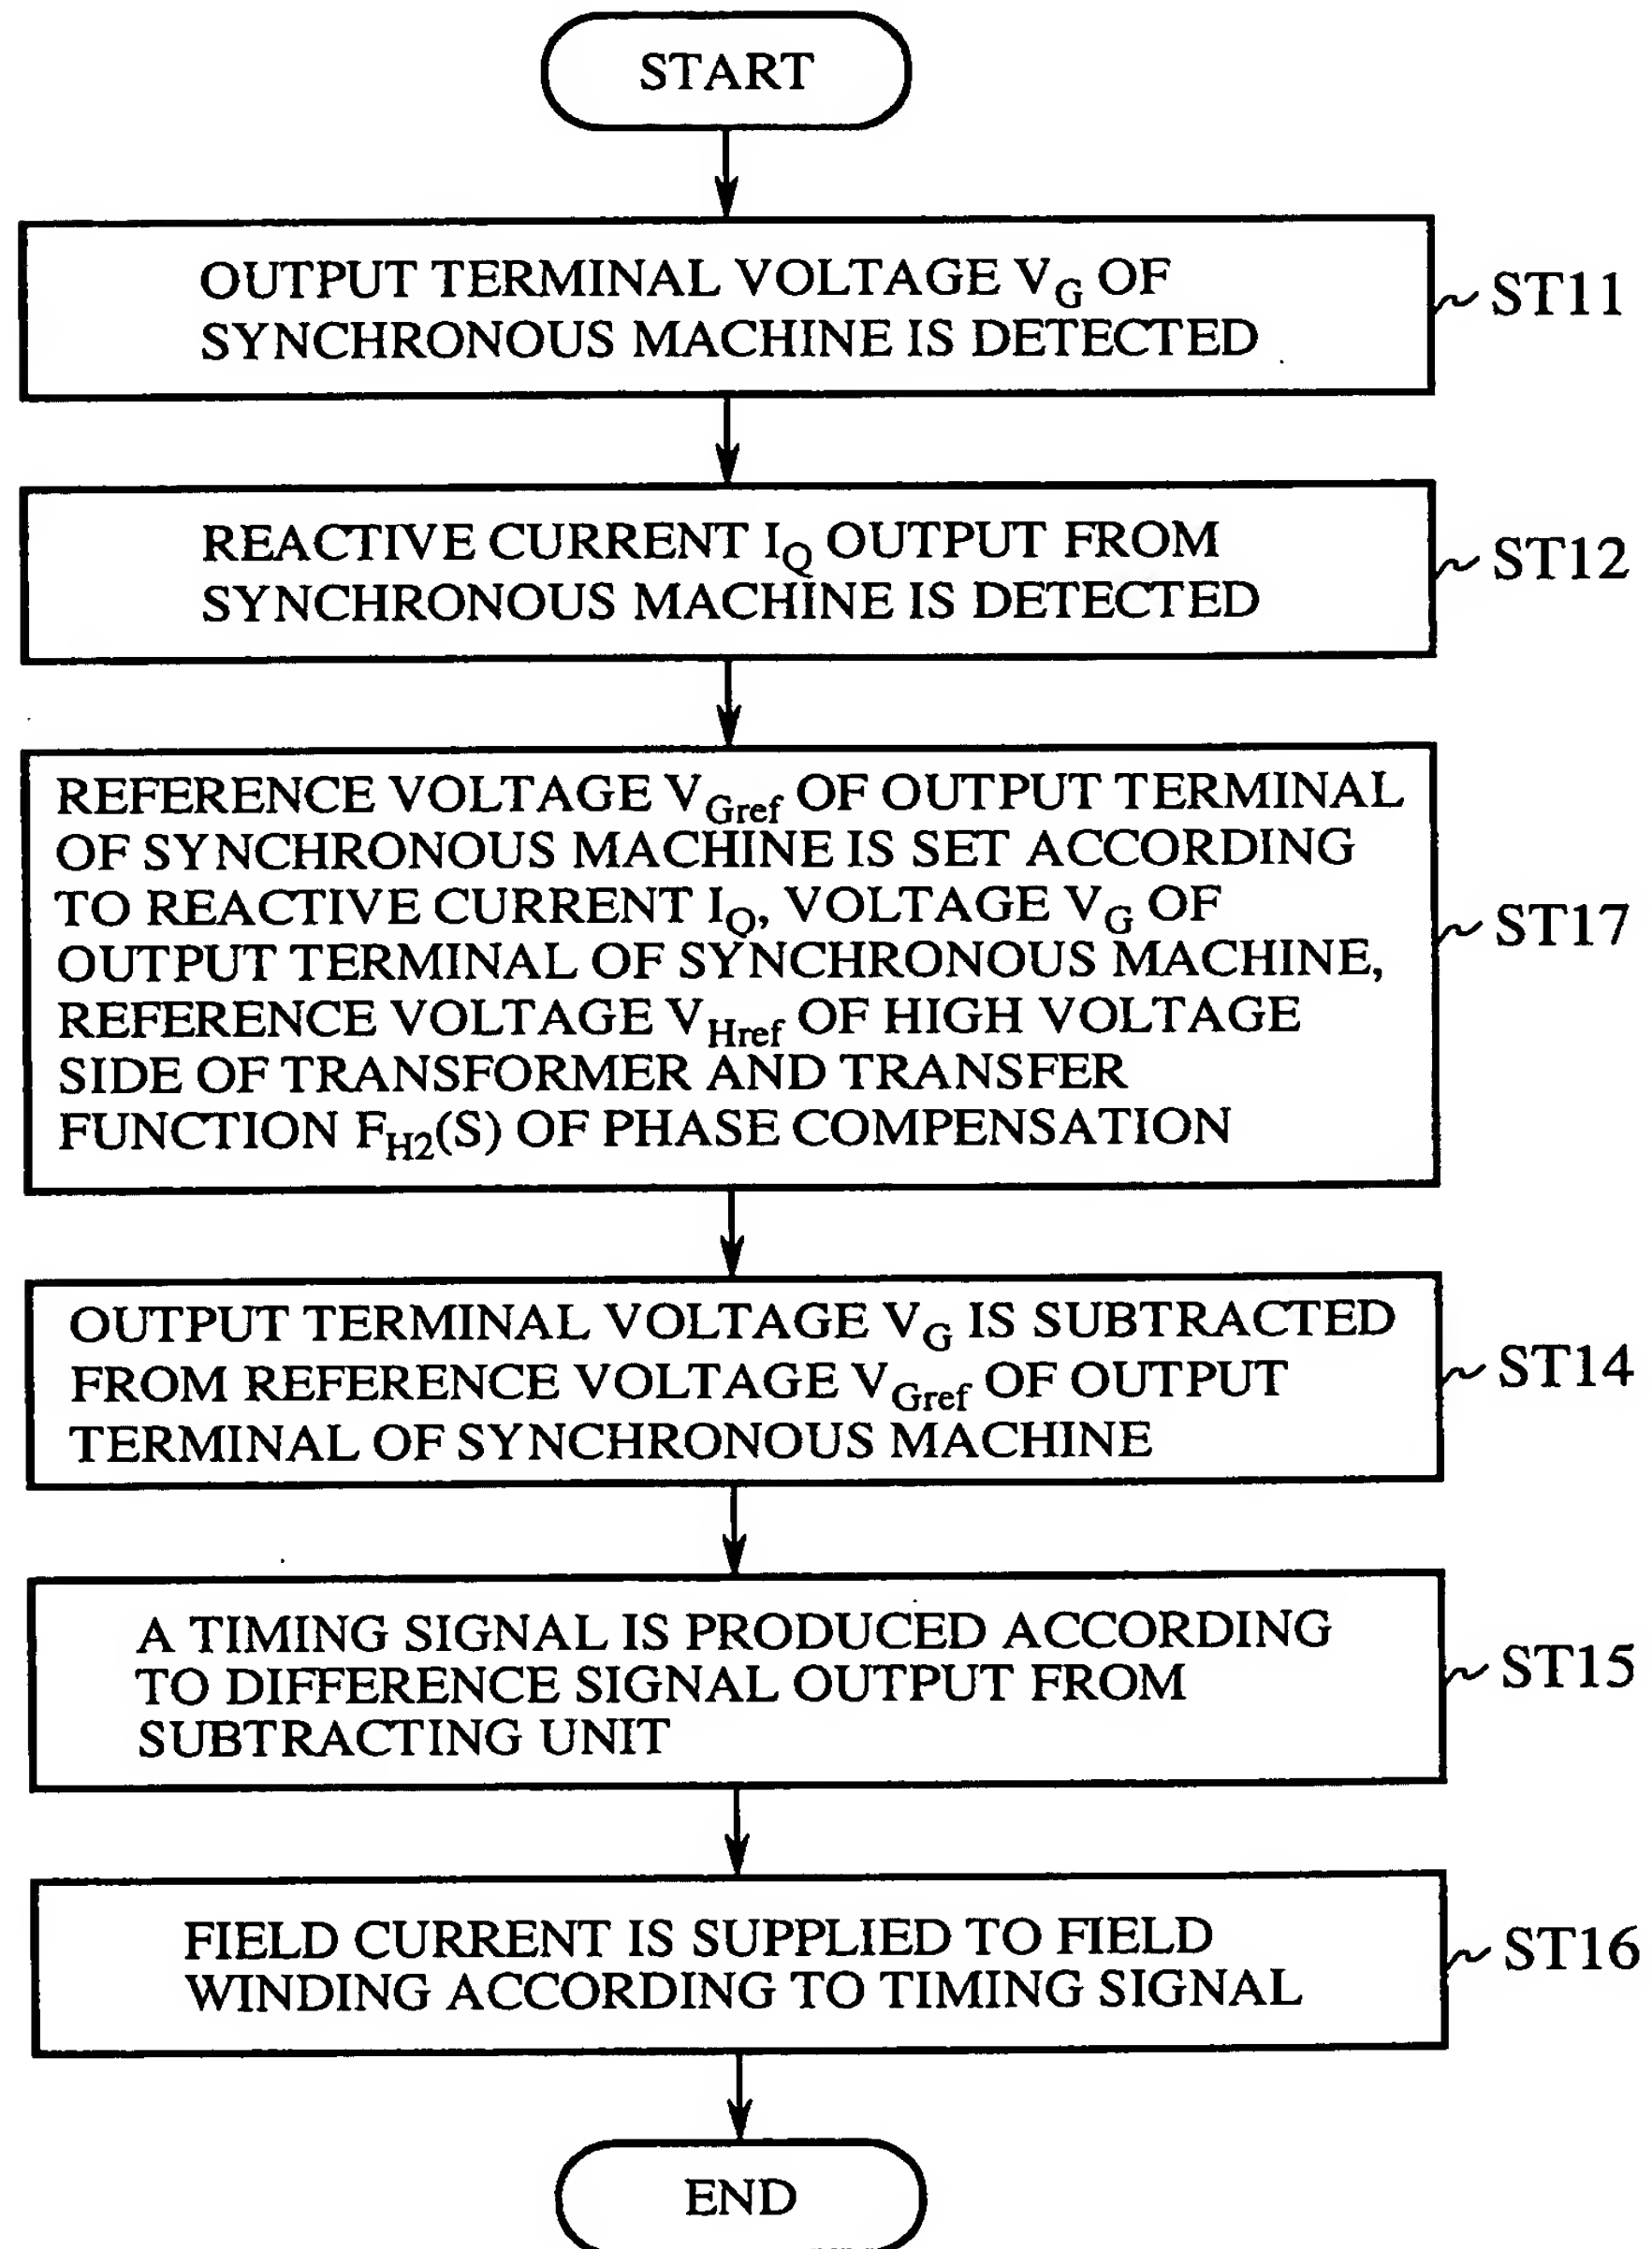 START
OUTPUT TERMINAL VOLTAGE VG OF
SYNCHRONOUS MACHINE IS DETECTED
ST11
REACTIVE CURRENT IQ OUTPUT FROM
SYNCHRONOUS MACHINE IS DETECTED
ST12
REFERENCE VOLTAGE VGref OF OUTPUT TERMINAL
OF SYNCHRONOUS MACHINE IS SET ACCORDING
TO REACTIVE CURRENT IQ, VOLTAGE VG OF
OUTPUT TERMINAL OF SYNCHRONOUS MACHINE,
REFERENCE VOLTAGE VHref OF HIGH VOLTAGE
SIDE OF TRANSFORMER AND TRANSFER
FUNCTION FH2(S) OF PHASE COMPENSATION
ST17
OUTPUT TERMINAL VOLTAGE VG IS SUBTRACTED
FROM REFERENCE VOLTAGE VGref OF OUTPUT
TERMINAL OF SYNCHRONOUS MACHINE
ST14
A TIMING SIGNAL IS PRODUCED ACCORDING
TO DIFFERENCE SIGNAL OUTPUT FROM
SUBTRACTING UNIT
ST15
FIELD CURRENT IS SUPPLIED TO FIELD
WINDING ACCORDING TO TIMING SIGNAL
ST16
END